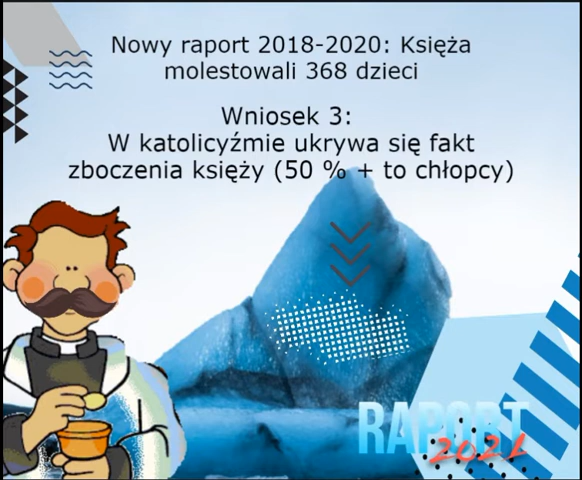 Nowy raport 2018-2020: Księża
molestowali 368 dzieci
Wniosek 3:
W katolicyźmie ukrywa się fakt
zboczenia księży (50 % + to chłopcy)
RAPORT
2021